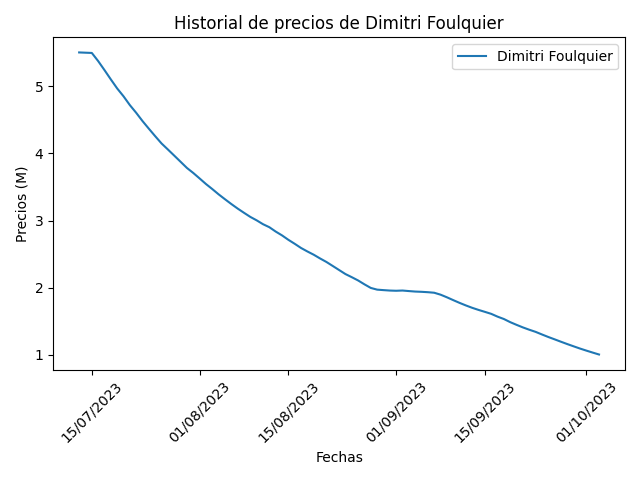 Historial de precios de Dimitri Foulquier
Dimitri Foulquier
Precios (M)
5
4
3
2
1
15/07/2023
01/08/2023
15/08/2023
01/09/2023
15/09/2023
01/10/2023
Fechas